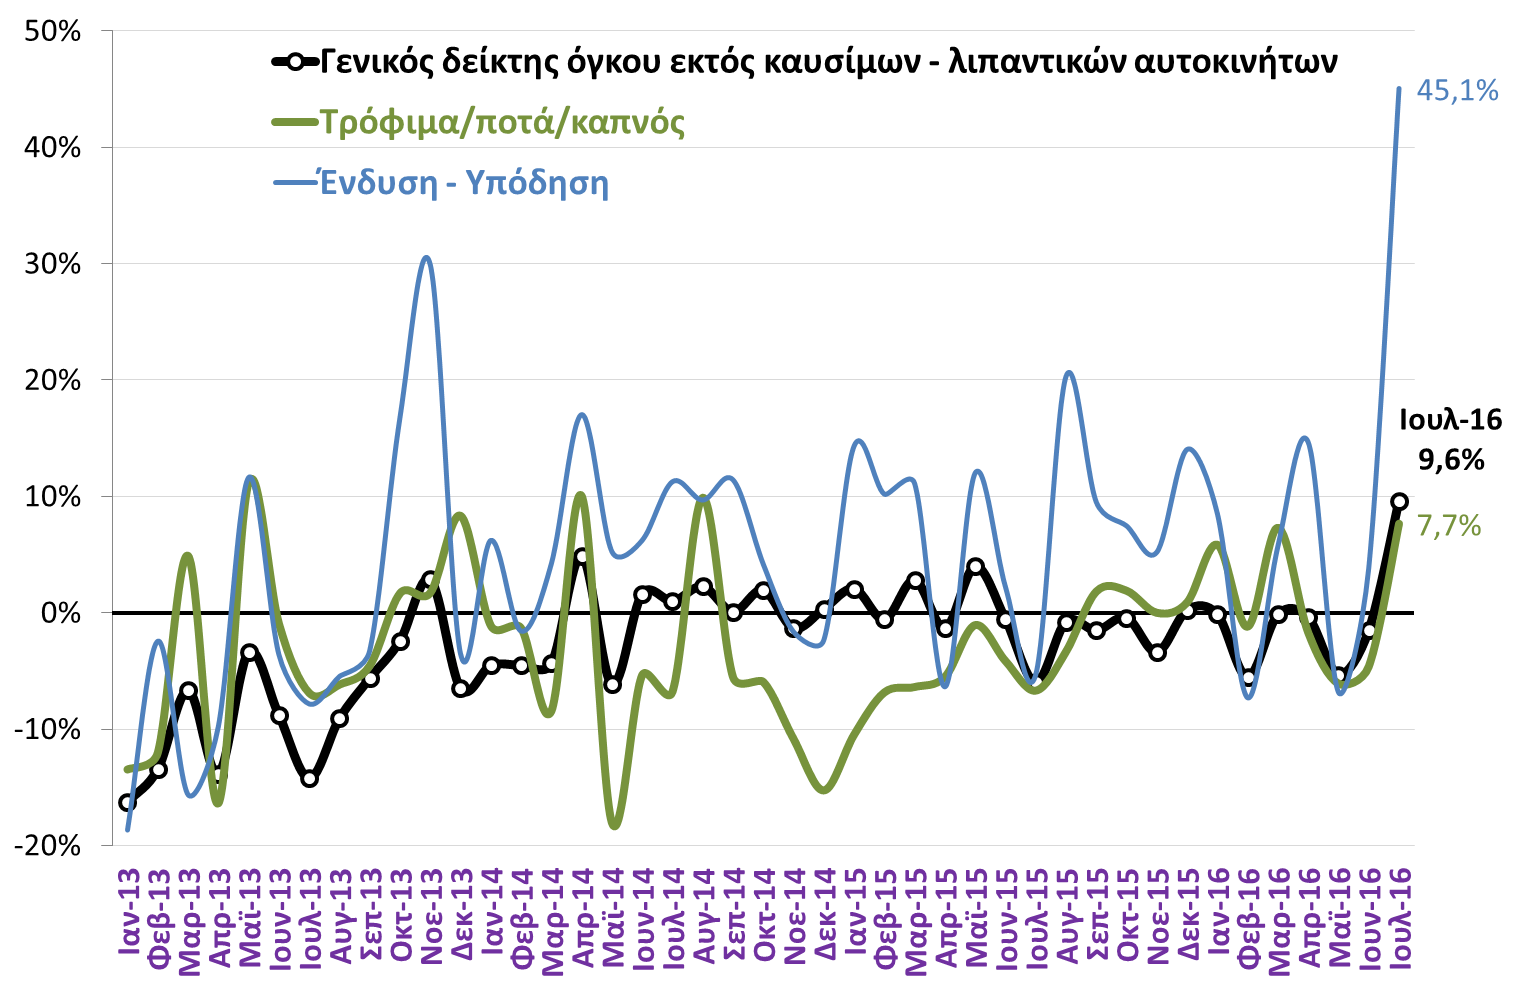 50%
40%
30%
20%
10%
0%
-10%
-20%
Γενικός δείκτης όγκου εκτός καυσίμων - λιπαντικών αυτοκινήτων
Τρόφιμα/ποτά/καπνός
Ένδυση - Υπόδηση
45,1%
Ιουλ-16
9,6%
7,7%
Ιαν-13
Φεβ-13
Μαρ-13
Απρ-13
Μαϊ-13
Ιουν-13
Ιουλ-13
Αυγ-13
Σεπ-13
Οκτ-13
Νοε-13
Δεκ-13
Ιαν-14
Φεβ-14
Μαρ-14
Απρ-14
Μαϊ-14
Ιουν-14
Ιουλ-14
Αυγ-14
Σεπ-14
Οκτ-14
Νοε-14
Δεκ-14
Ιαν-15
Φεβ-15
Μαρ-15
Απρ-15
Μαϊ-15
Ιουν-15
Ιουλ-15
Αυγ-15
Σεπ-15
Οκτ-15
Νοε-15
Δεκ-15
Ιαν-16
Φεβ-16
Μαρ-16
Απρ-16
Μαϊ-16
Ιουν-16
Ιουλ-16